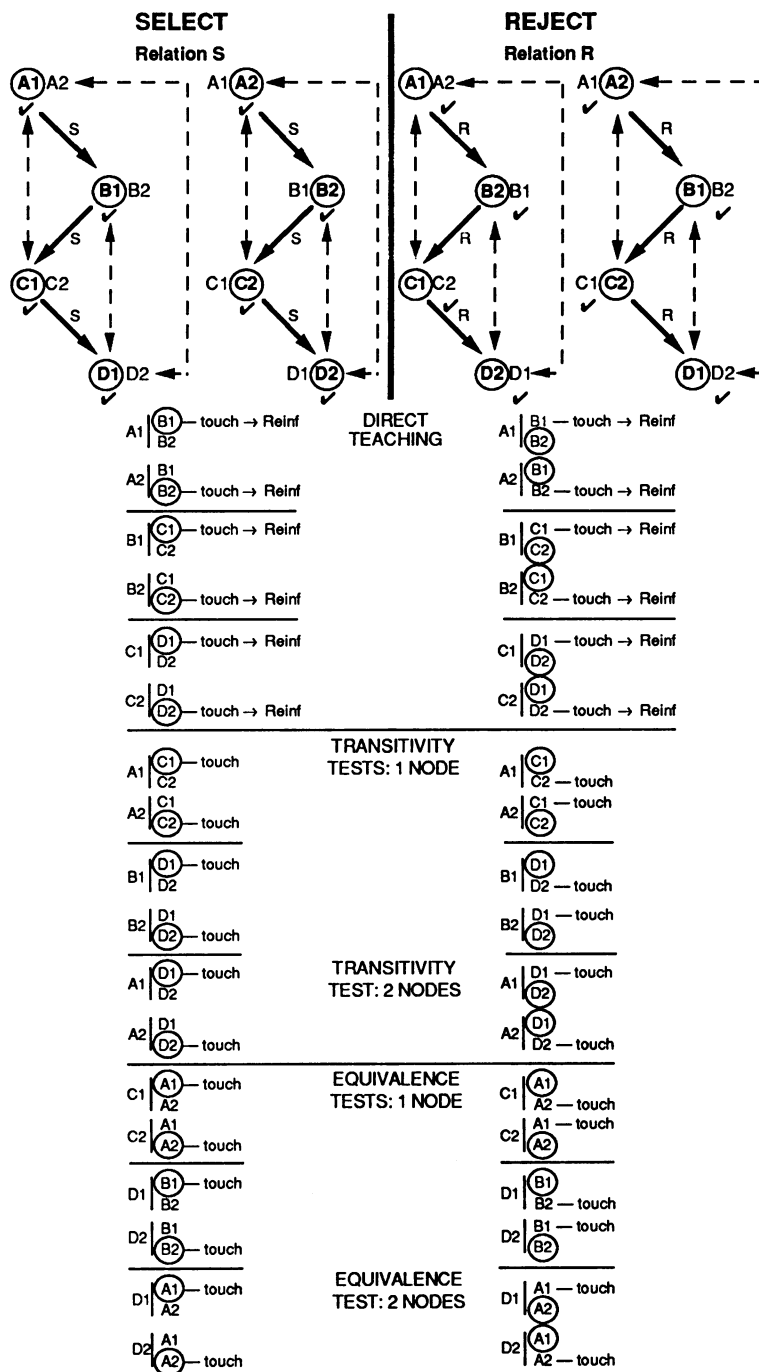 SELECT REJECT
Relation S Relation R
A1 A2 A1 A2 A1 A2 A1 A2
S S R R
B1 B2 B1 B2 B2 B1 B1 B2
S S R R
C1 C2 C1 C2 C1 C2 C1 C2
S S R R
D1 D2 D1 D2 D2 D1 D1 D2
DIRECT
TEACHING
A1 B1 — touch → Reinf A1 B1 — touch → Reinf
B2 B2
A2 B1 A2 B1
B2 — touch → Reinf B2 — touch → Reinf
B1 C1 — touch → Reinf B1 C1 — touch → Reinf
C2 C2
B2 C1 B2 C1
C2 — touch → Reinf C2 — touch → Reinf
C1 D1 — touch → Reinf C1 D1 — touch → Reinf
D2 D2
C2 D1 C2 D1
D2 — touch → Reinf D2 — touch → Reinf
TRANSITIVITY
TESTS: 1 NODE
A1 C1 — touch A1 C1
C2 C2 — touch
A2 C1 A2 C1 — touch
C2 — touch C2
B1 D1 — touch B1 D1
D2 D2 — touch
B2 D1 B2 D1 — touch
D2 — touch D2
TRANSITIVITY
TEST: 2 NODES
A1 D1 — touch A1 D1 — touch
D2 D2
A2 D1 A2 D1
D2 — touch D2 — touch
EQUIVALENCE
TESTS: 1 NODE
C1 A1 — touch C1 A1
A2 A2 — touch
C2 A1 C2 A1 — touch
A2 — touch A2
D1 B1 — touch D1 B1
B2 B2 — touch
D2 B1 D2 B1 — touch
B2 — touch B2
EQUIVALENCE
TEST: 2 NODES
D1 A1 — touch D1 A1 — touch
A2 A2
D2 A1 D2 A1
A2 — touch A2 — touch